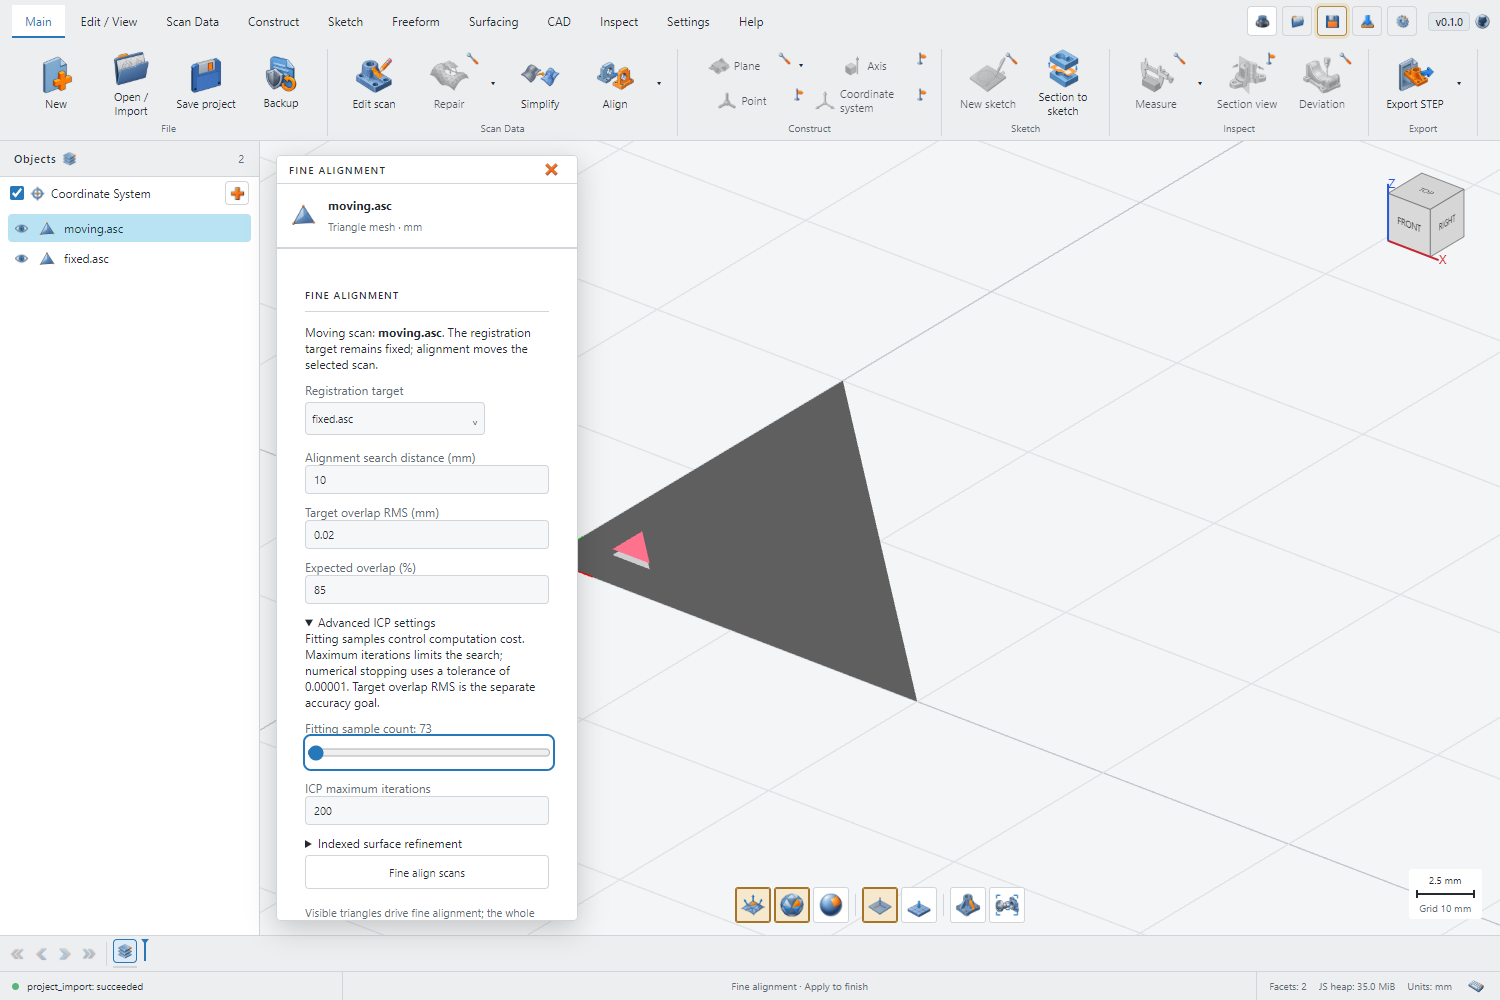 Main Edit / View Scan Data Construct Sketch Freeform Surfacing CAD Inspect Settings Help v0.1.0
New
Open / Import
Save project
Backup
File
Edit scan
Repair
Simplify
Align
Scan Data
Plane
Axis
Point
Coordinate system
Construct
New sketch
Section to sketch
Sketch
Measure
Section view
Deviation
Inspect
Export STEP
Export
Objects 2
Coordinate System
moving.asc
fixed.asc
FINE ALIGNMENT
moving.asc
Triangle mesh · mm
FINE ALIGNMENT
Moving scan: moving.asc. The registration
target remains fixed; alignment moves the
selected scan.
Registration target
fixed.asc
Alignment search distance (mm)
10
Target overlap RMS (mm)
0.02
Expected overlap (%)
85
Advanced ICP settings
Fitting samples control computation cost.
Maximum iterations limits the search;
numerical stopping uses a tolerance of
0.00001. Target overlap RMS is the separate
accuracy goal.
Fitting sample count: 73
ICP maximum iterations
200
Indexed surface refinement
Fine align scans
Visible triangles drive fine alignment; the whole
Z
TOP
FRONT
RIGHT
X
2.5 mm
Grid 10 mm
project_import: succeeded
Fine alignment · Apply to finish
Facets: 2 JS heap: 35.0 MiB Units: mm